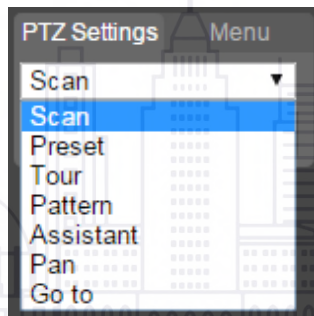 PTZ Settings Menu
Scan
Scan
Preset
Tour
Pattern
Assistant
Pan
Go to